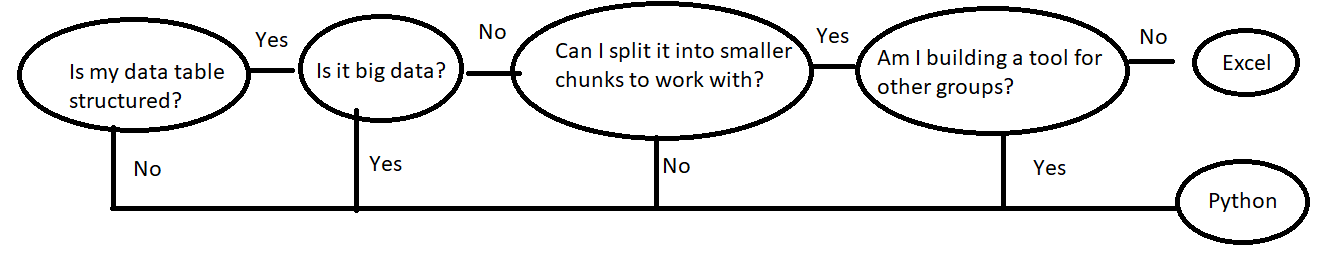 Is my data table
structured?
Yes
Is it big data?
No
Can I split it into smaller
chunks to work with?
Yes
Am I building a tool for
other groups?
No
Excel
No
Yes
No
Yes
Python